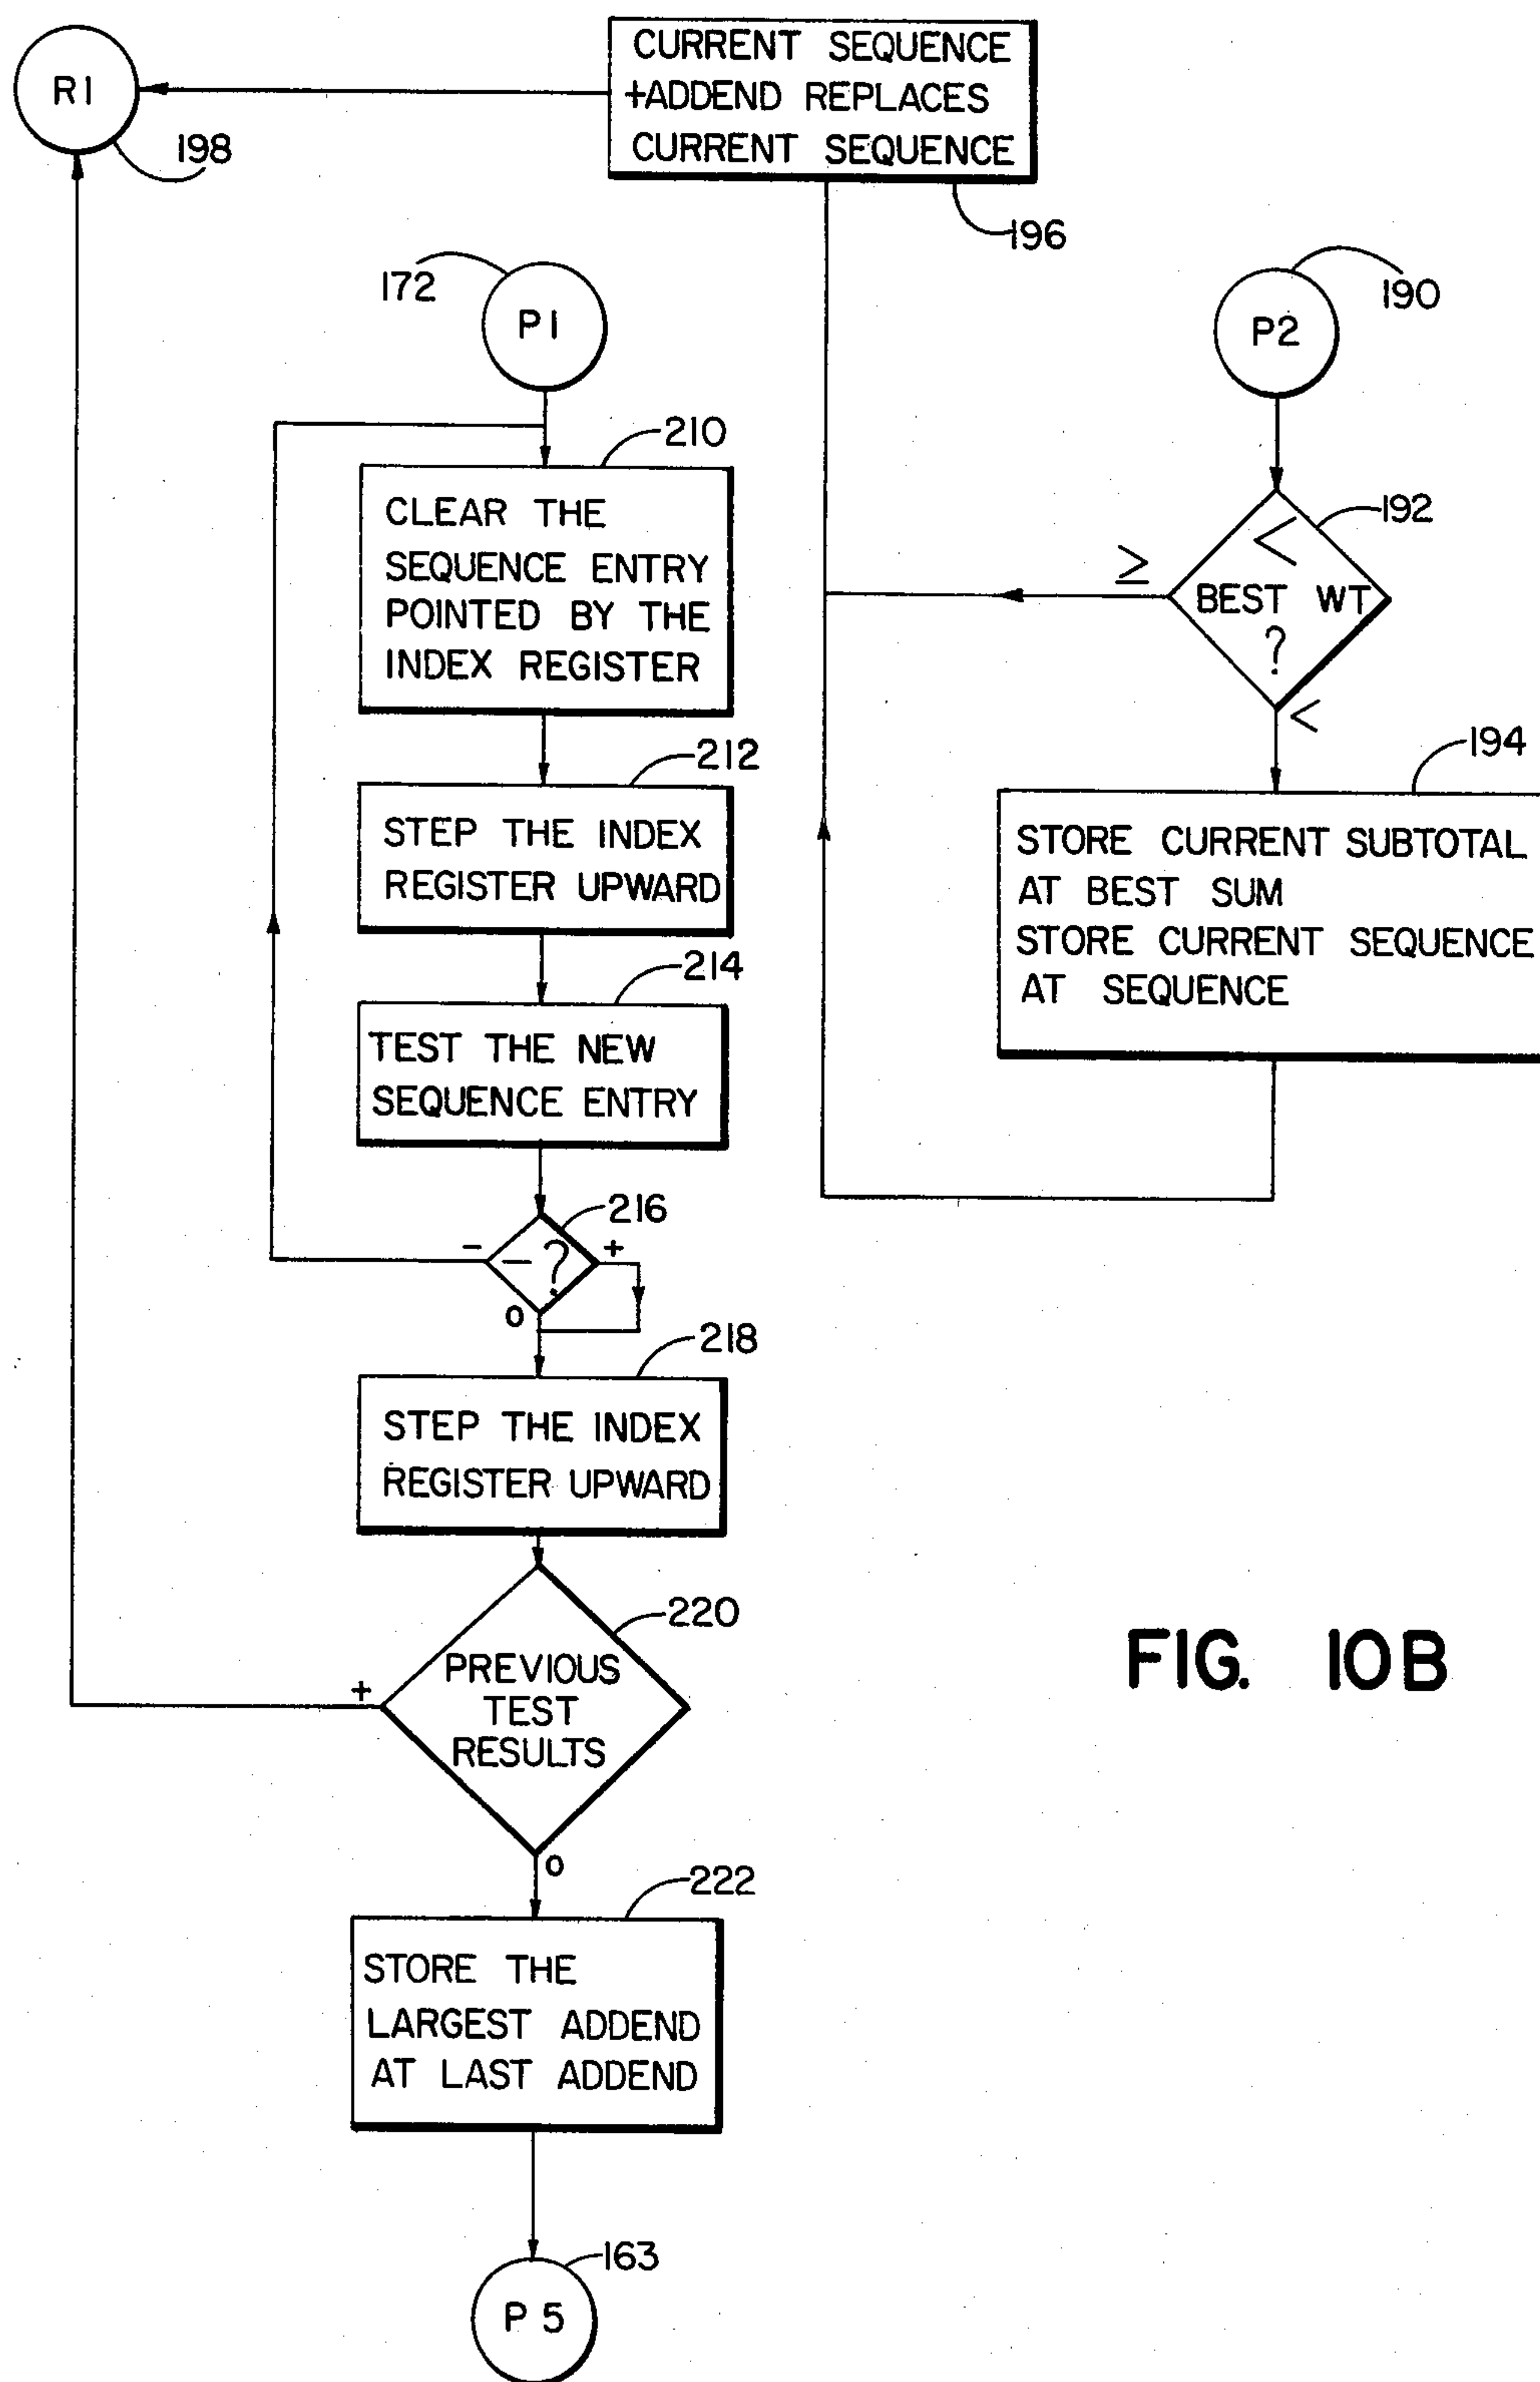 CURRENT SEQUENCE
+ADDEND REPLACES
CURRENT SEQUENCE
196
R1
198
172
P1
210
CLEAR THE
SEQUENCE ENTRY
POINTED BY THE
INDEX REGISTER
212
STEP THE INDEX
REGISTER UPWARD
214
TEST THE NEW
SEQUENCE ENTRY
216
- ?
-
+
0
218
STEP THE INDEX
REGISTER UPWARD
220
PREVIOUS
TEST
RESULTS
+
0
222
STORE THE
LARGEST ADDEND
AT LAST ADDEND
163
P 5
190
P2
192
<
BEST WT
?
≥
<
194
STORE CURRENT SUBTOTAL
AT BEST SUM
STORE CURRENT SEQUENCE
AT SEQUENCE
FIG. 10B